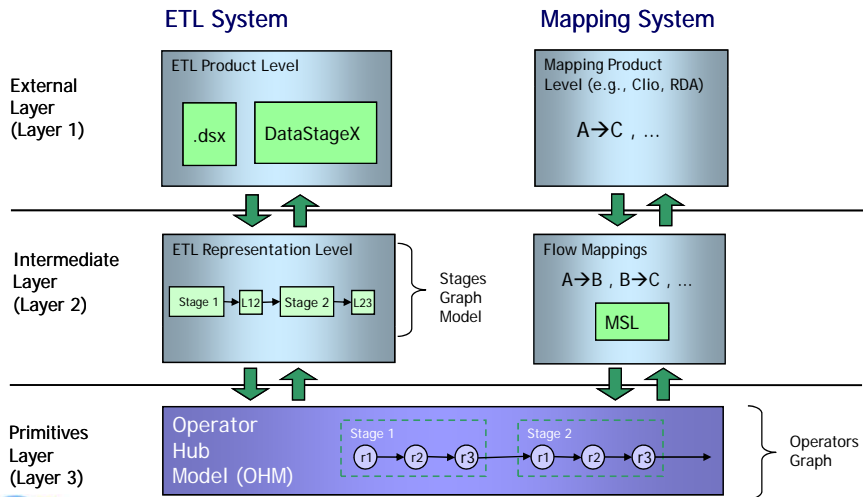 ETL System
Mapping System
External
Layer
(Layer 1)
ETL Product Level
.dsx
DataStageX
Mapping Product
Level (e.g., Clio, RDA)
A→C , ...
Intermediate
Layer
(Layer 2)
ETL Representation Level
Stage 1
L12
Stage 2
L23
Stages
Graph
Model
Flow Mappings
A→B , B→C , ...
MSL
Primitives
Layer
(Layer 3)
Operator
Hub
Model (OHM)
Stage 1
r1
r2
r3
Stage 2
r1
r2
r3
Operators
Graph